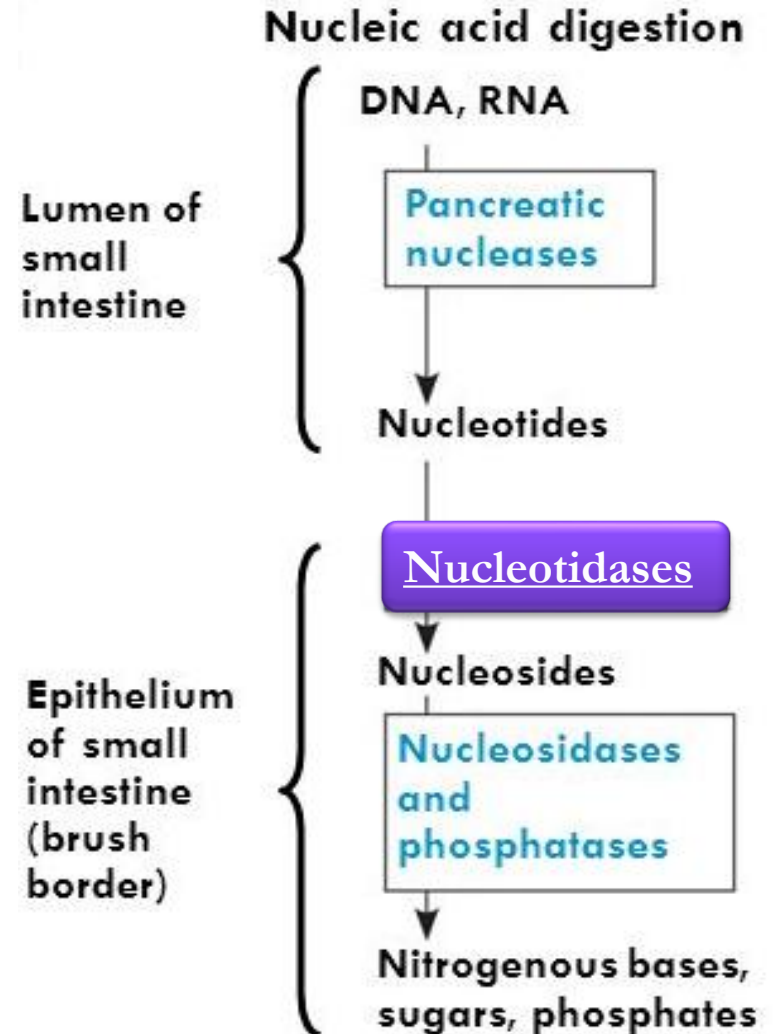 Nucleic acid digestion
DNA, RNA
Lumen of
small
intestine
Pancreatic
nucleases
Nucleotides
Nucleotidases
Nucleosides
Epithelium
of small
intestine
(brush
border)
Nucleosidases
and
phosphatases
Nitrogenous bases,
sugars, phosphates